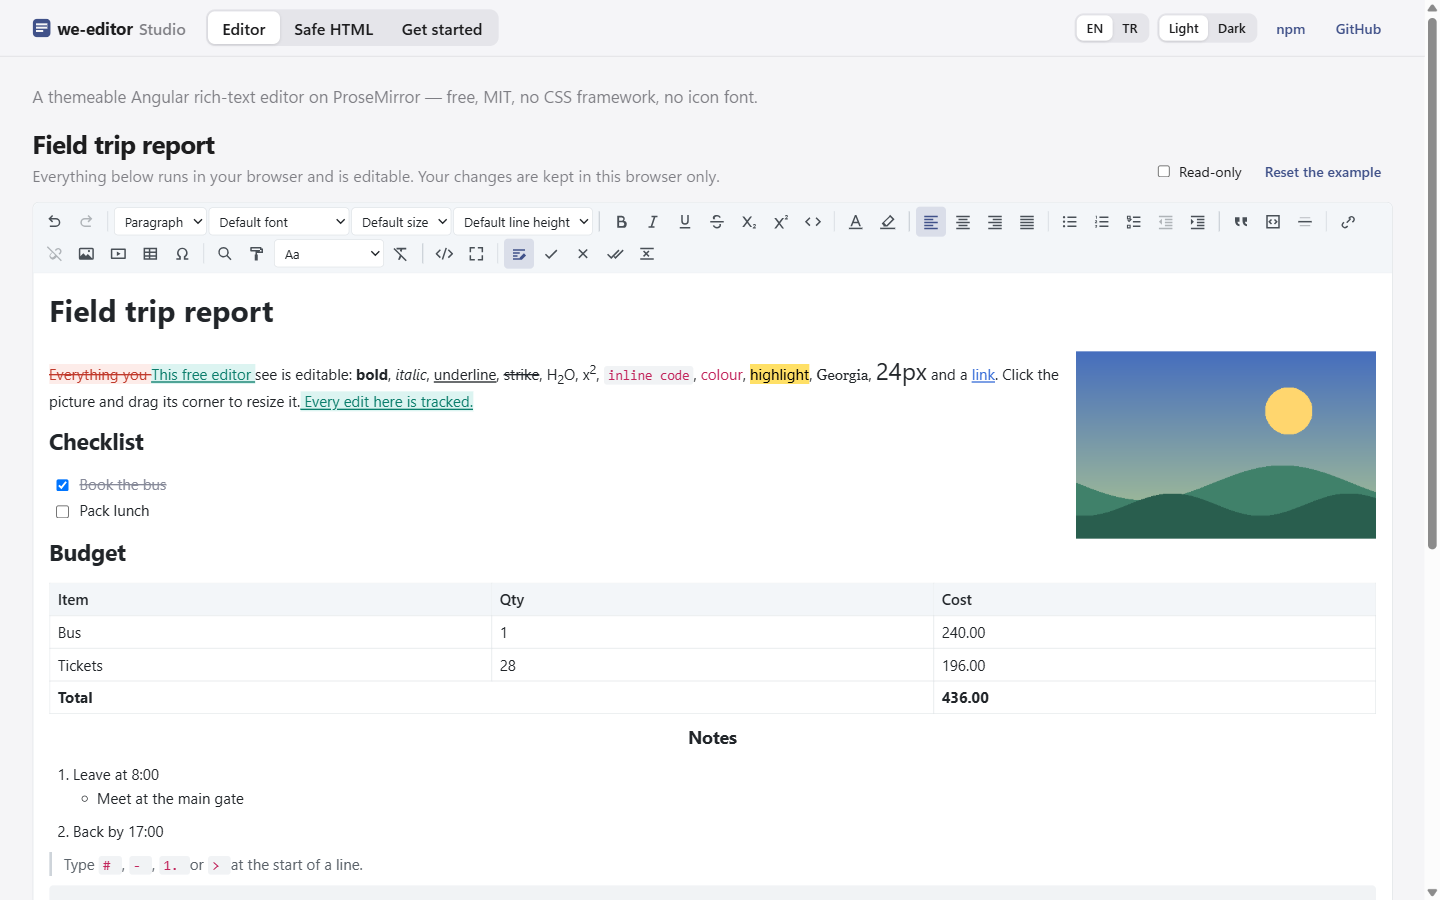 we-editor Studio Editor Safe HTML Get started EN TR Light Dark npm GitHub
A themeable Angular rich-text editor on ProseMirror — free, MIT, no CSS framework, no icon font.
Field trip report
Everything below runs in your browser and is editable. Your changes are kept in this browser only.
Read-only Reset the example
Paragraph Default font Default size Default line height B I U S X₂ X²
Aa
Field trip report
Everything you This free editor see is editable: bold, italic, underline, strike, H₂O, x², inline code, colour, highlight, Georgia, 24px and a link. Click the
picture and drag its corner to resize it. Every edit here is tracked.
Checklist
Book the bus
Pack lunch
Budget
Item Qty Cost
Bus 1 240.00
Tickets 28 196.00
Total 436.00
Notes
1. Leave at 8:00
Meet at the main gate
2. Back by 17:00
Type #, -, 1. or > at the start of a line.